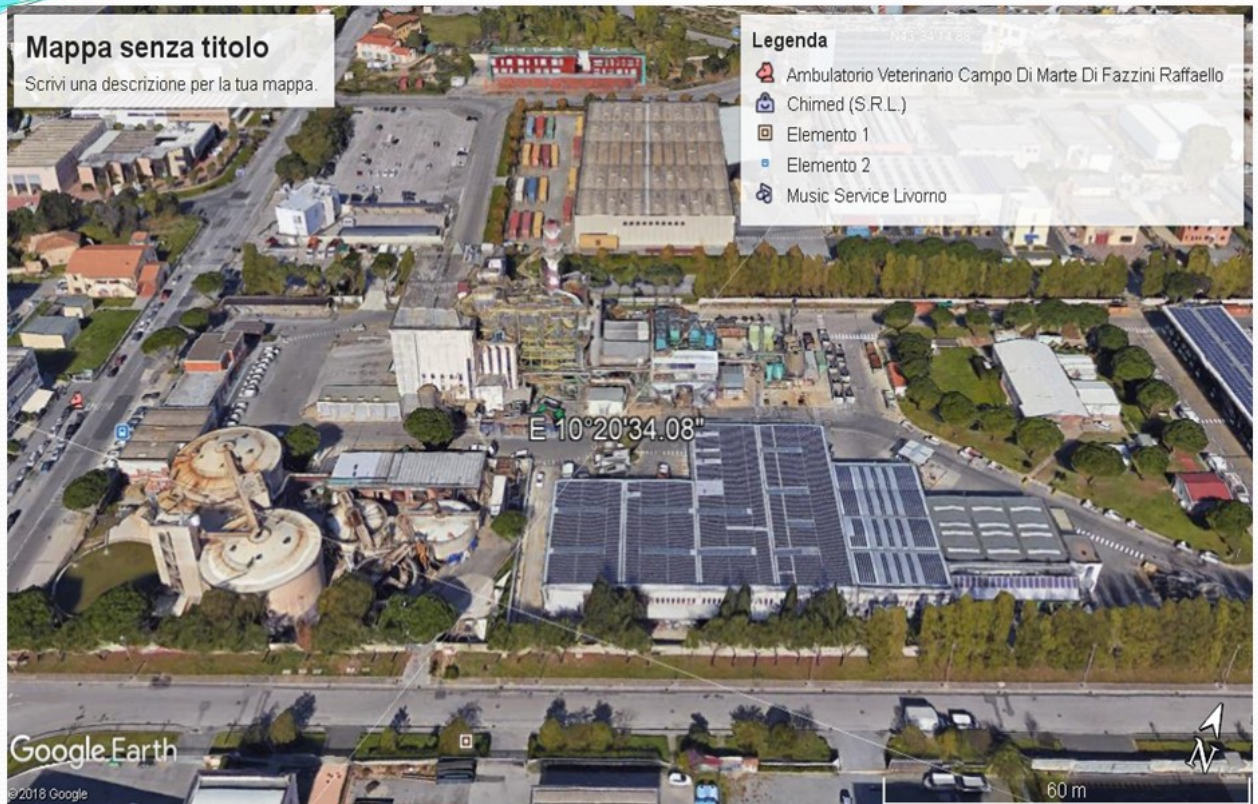 Mappa senza titolo
Scrivi una descrizione per la tua mappa.
Legenda
Ambulatorio Veterinario Campo Di Marte Di Fazzini Raffaello
Chimed (S.R.L.)
Elemento 1
Elemento 2
Music Service Livorno
E 10°20'34.08"
Google Earth
©2018 Google
N
60 m